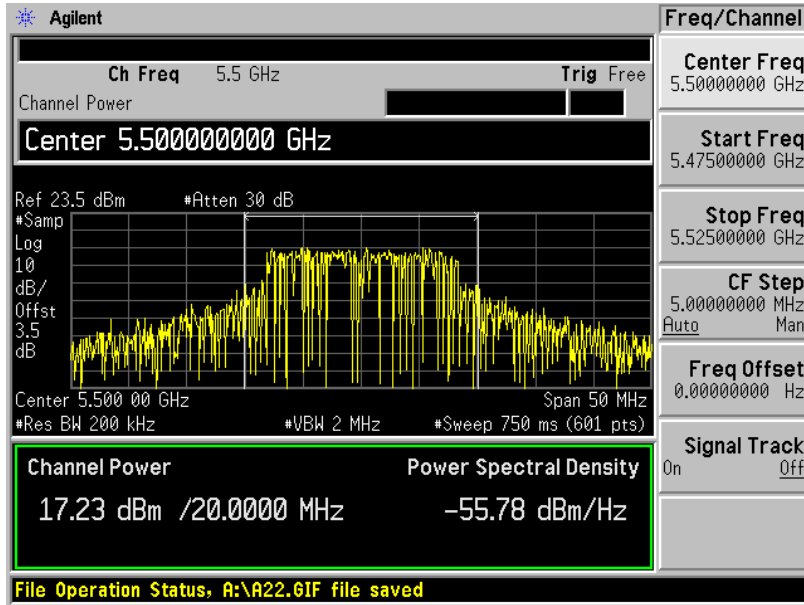 Agilent
Ch Freq 5.5 GHz Trig Free
Channel Power
Center 5.500000000 GHz
Ref 23.5 dBm #Atten 30 dB
#Samp
Log
10
dB/
Offst
3.5
dB
Center 5.500 00 GHz Span 50 MHz
#Res BW 200 kHz #VBW 2 MHz #Sweep 750 ms (601 pts)
Channel Power Power Spectral Density
17.23 dBm /20.0000 MHz -55.78 dBm/Hz
File Operation Status, A:\A22.GIF file saved
Freq/Channel
Center Freq
5.50000000 GHz
Start Freq
5.47500000 GHz
Stop Freq
5.52500000 GHz
CF Step
5.00000000 MHz
Auto Man
Freq Offset
0.00000000 Hz
Signal Track
On Off